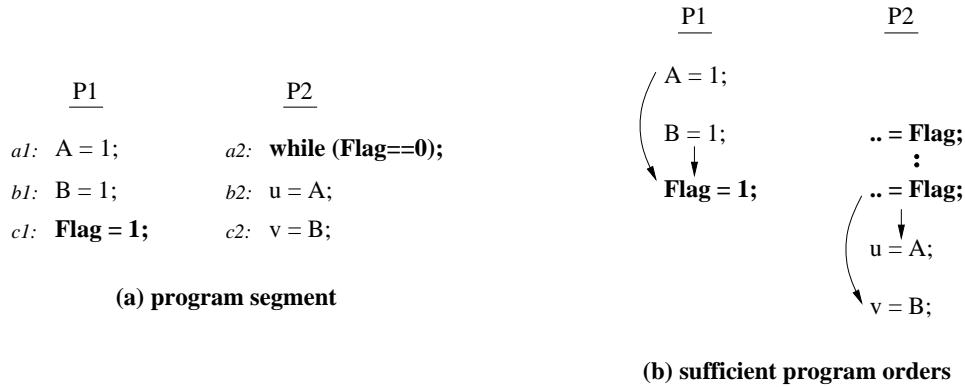 P1 P2
a1: A = 1; a2: while (Flag==0);
b1: B = 1; b2: u = A;
c1: Flag = 1; c2: v = B;
(a) program segment
P1 P2
A = 1;
B = 1; .. = Flag;
:
Flag = 1; .. = Flag;
u = A;
v = B;
(b) sufficient program orders